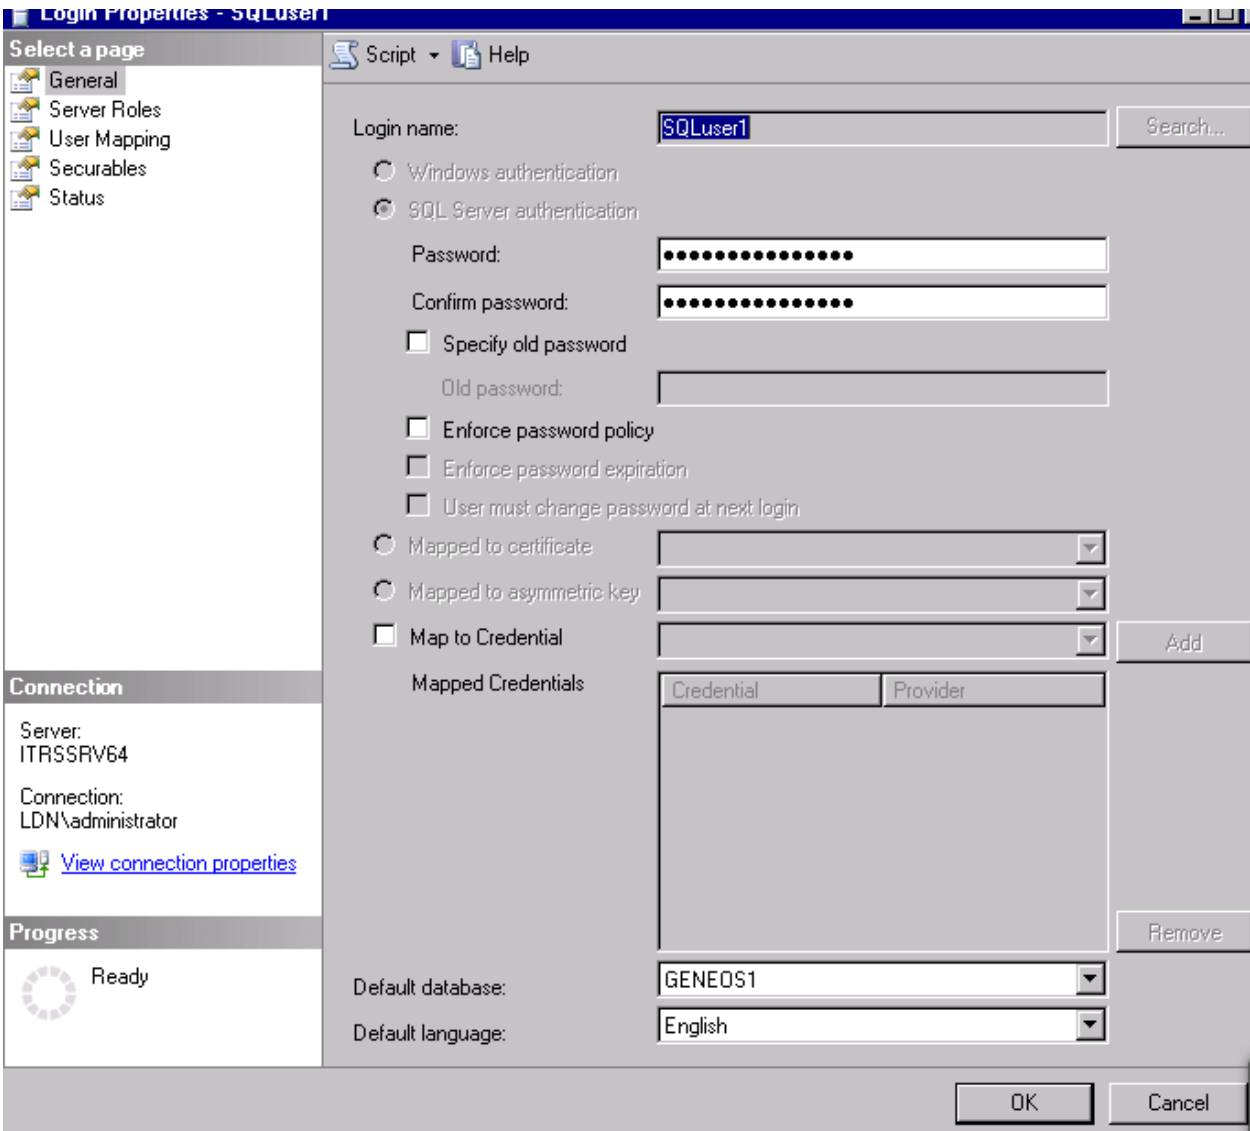 Login Properties - SQLuser1
Select a page
General
Server Roles
User Mapping
Securables
Status
Script
Help
Login name:
SQLuser1
Search...
Windows authentication
SQL Server authentication
Password:
●●●●●●●●●●●●●●●
Confirm password:
●●●●●●●●●●●●●●●
Specify old password
Old password:
Enforce password policy
Enforce password expiration
User must change password at next login
Mapped to certificate
Mapped to asymmetric key
Map to Credential
Add
Mapped Credentials
Credential
Provider
Remove
Default database:
GENEOS1
Default language:
English
Connection
Server:
ITRSSRV64
Connection:
LDN\administrator
View connection properties
Progress
Ready
OK
Cancel